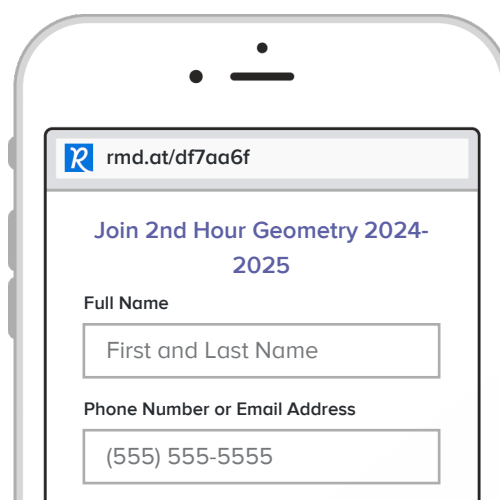 R rmd.at/df7aa6f
Join 2nd Hour Geometry 2024-
2025
Full Name
First and Last Name
Phone Number or Email Address
(555) 555-5555